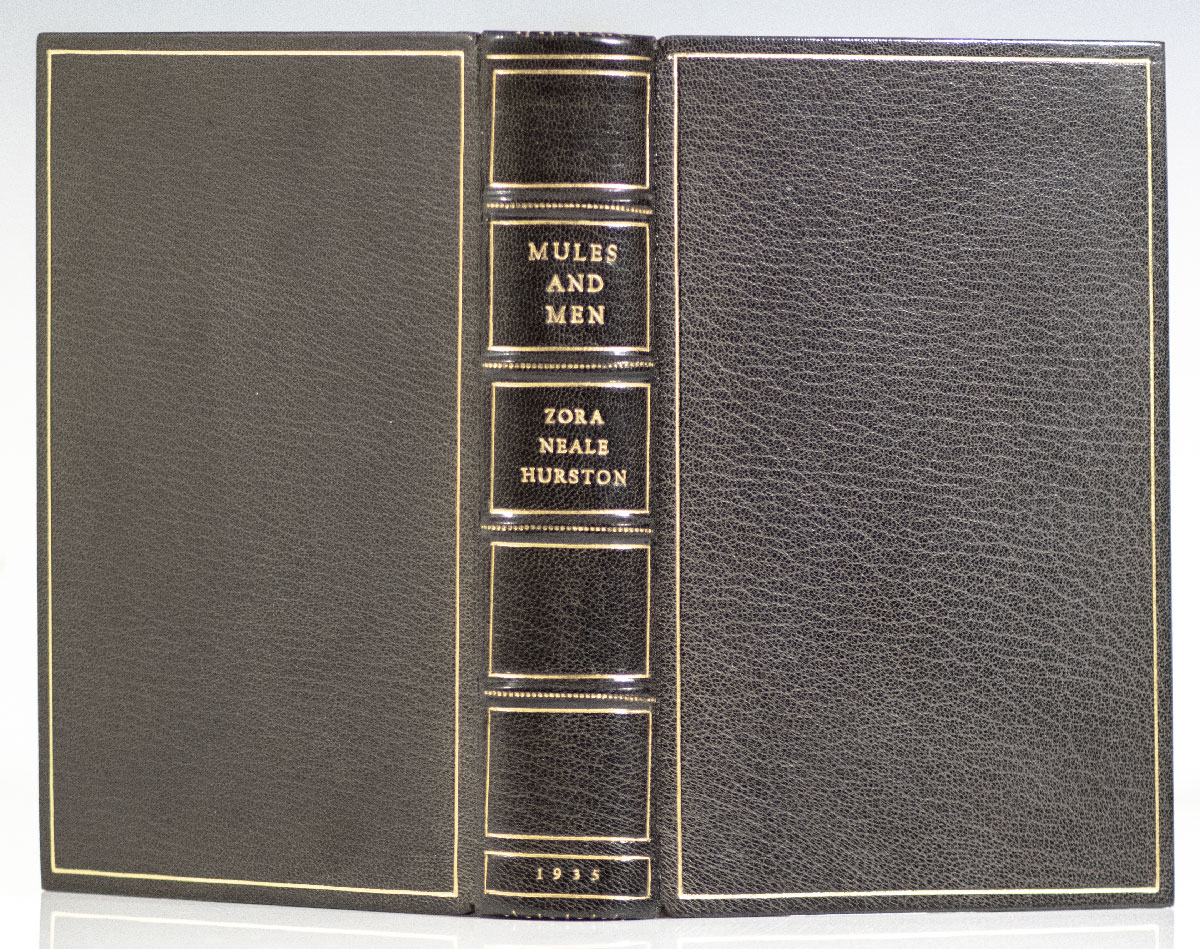 MULES
AND
MEN
ZORA
NEALE
HURSTON
1935